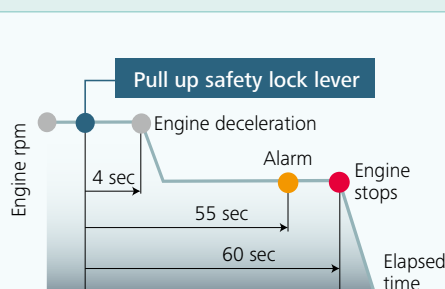 Pull up safety lock lever
Engine rpm
Engine deceleration
4 sec
Alarm
Engine
stops
55 sec
60 sec
Elapsed
time